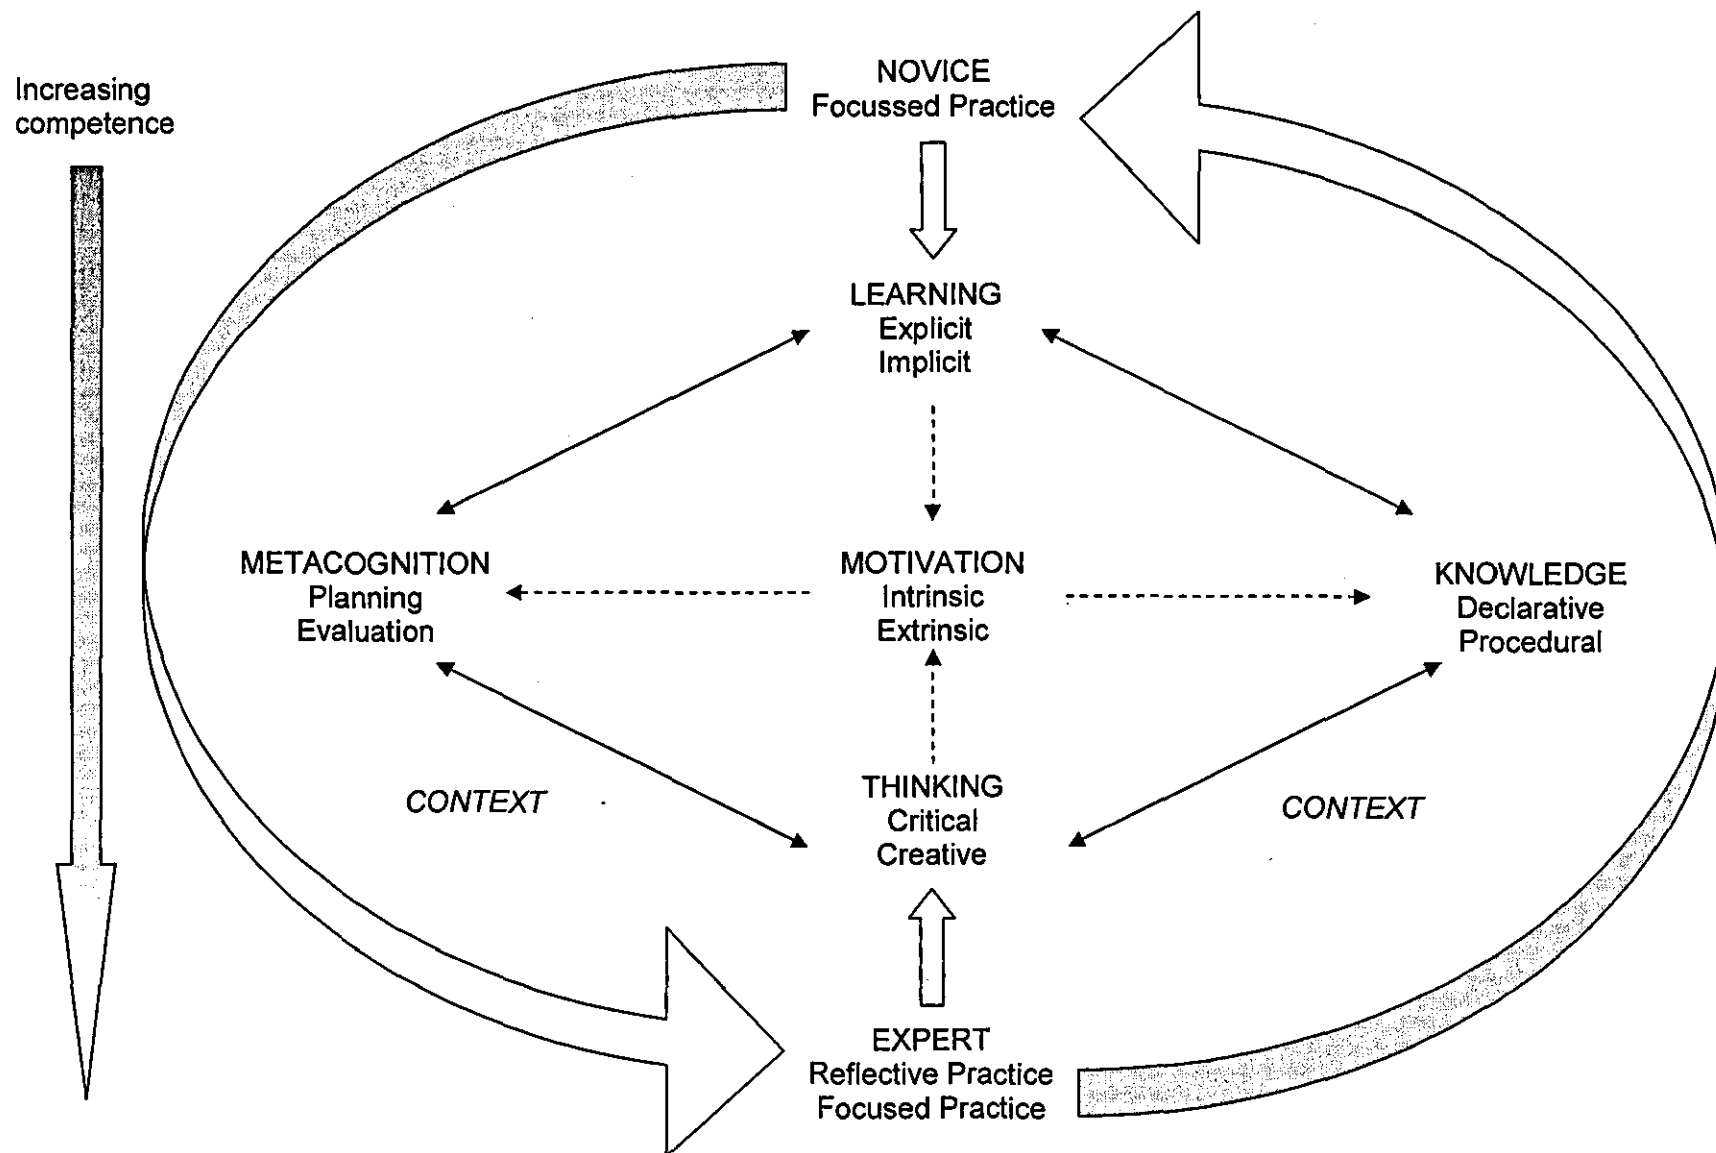 Increasing
competence
NOVICE
Focussed Practice
LEARNING
Explicit
Implicit
METACOGNITION
Planning
Evaluation
MOTIVATION
Intrinsic
Extrinsic
KNOWLEDGE
Declarative
Procedural
CONTEXT
THINKING
Critical
Creative
CONTEXT
EXPERT
Reflective Practice
Focused Practice